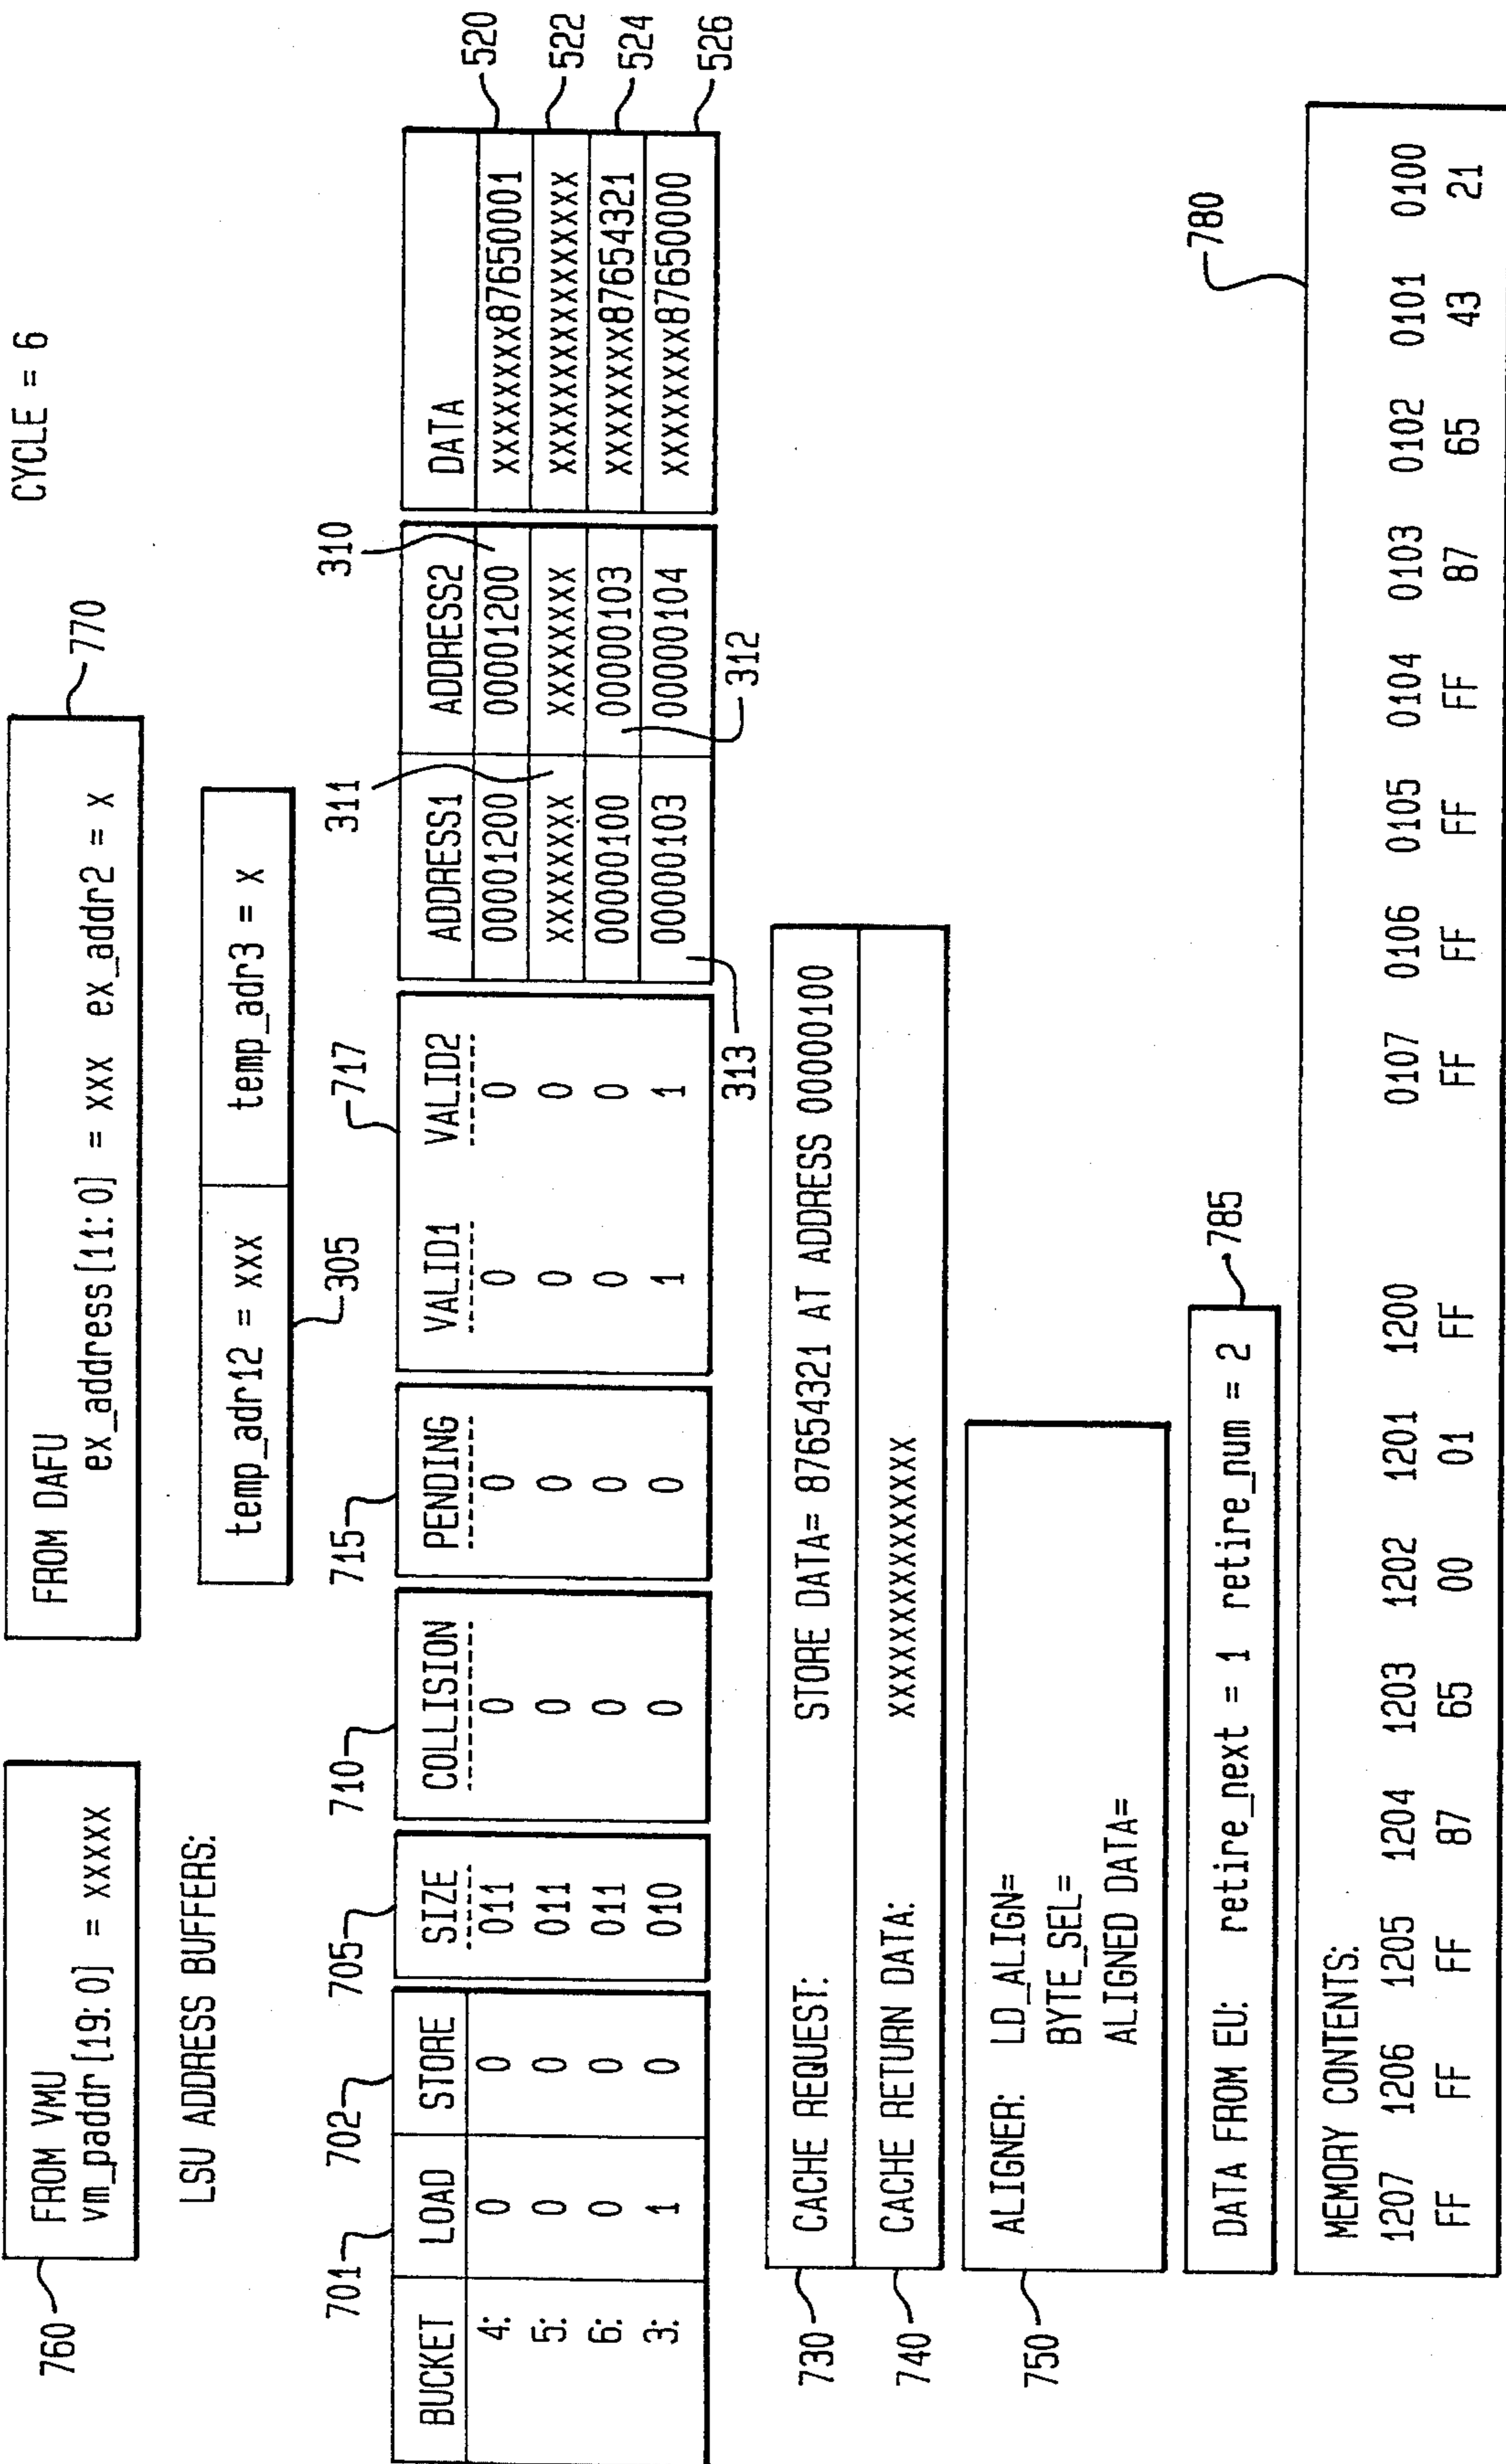 CYCLE = 6
760
FROM VMU
vm_paddr [19: 0] = xxxxx
FROM DAFU
ex_address [11: 0] = xxx ex_addr2 = x
770
LSU ADDRESS BUFFERS:
temp_adr12 = xxx temp_adr3 = x
305
701 702 705 710 715 717 311 310
BUCKET LOAD STORE SIZE COLLISION PENDING VALID1 VALID2 ADDRESS1 ADDRESS2 DATA
4: 0 0 011 0 0 0 0 00001200 00001200 xxxxxxxx87650001 520
5: 0 0 011 0 0 0 0 xxxxxxxx xxxxxxxx xxxxxxxxxxxxxxxx 522
6: 0 0 011 0 0 0 0 00000100 00000103 xxxxxxxx87654321 524
3: 1 0 010 0 0 1 1 00000103 00000104 xxxxxxxx87650000 526
313 312
730 CACHE REQUEST: STORE DATA= 87654321 AT ADDRESS 00000100
740 CACHE RETURN DATA: XXXXXXXXXXXXXXXX
750
ALIGNER: LD_ALIGN=
BYTE_SEL=
ALIGNED DATA=
DATA FROM EU: retire_next = 1 retire_num = 2
785
780
MEMORY CONTENTS:
1207 1206 1205 1204 1203 1202 1201 1200 0107 0106 0105 0104 0103 0102 0101 0100
FF FF FF 87 65 00 01 FF FF FF FF FF 87 65 43 21